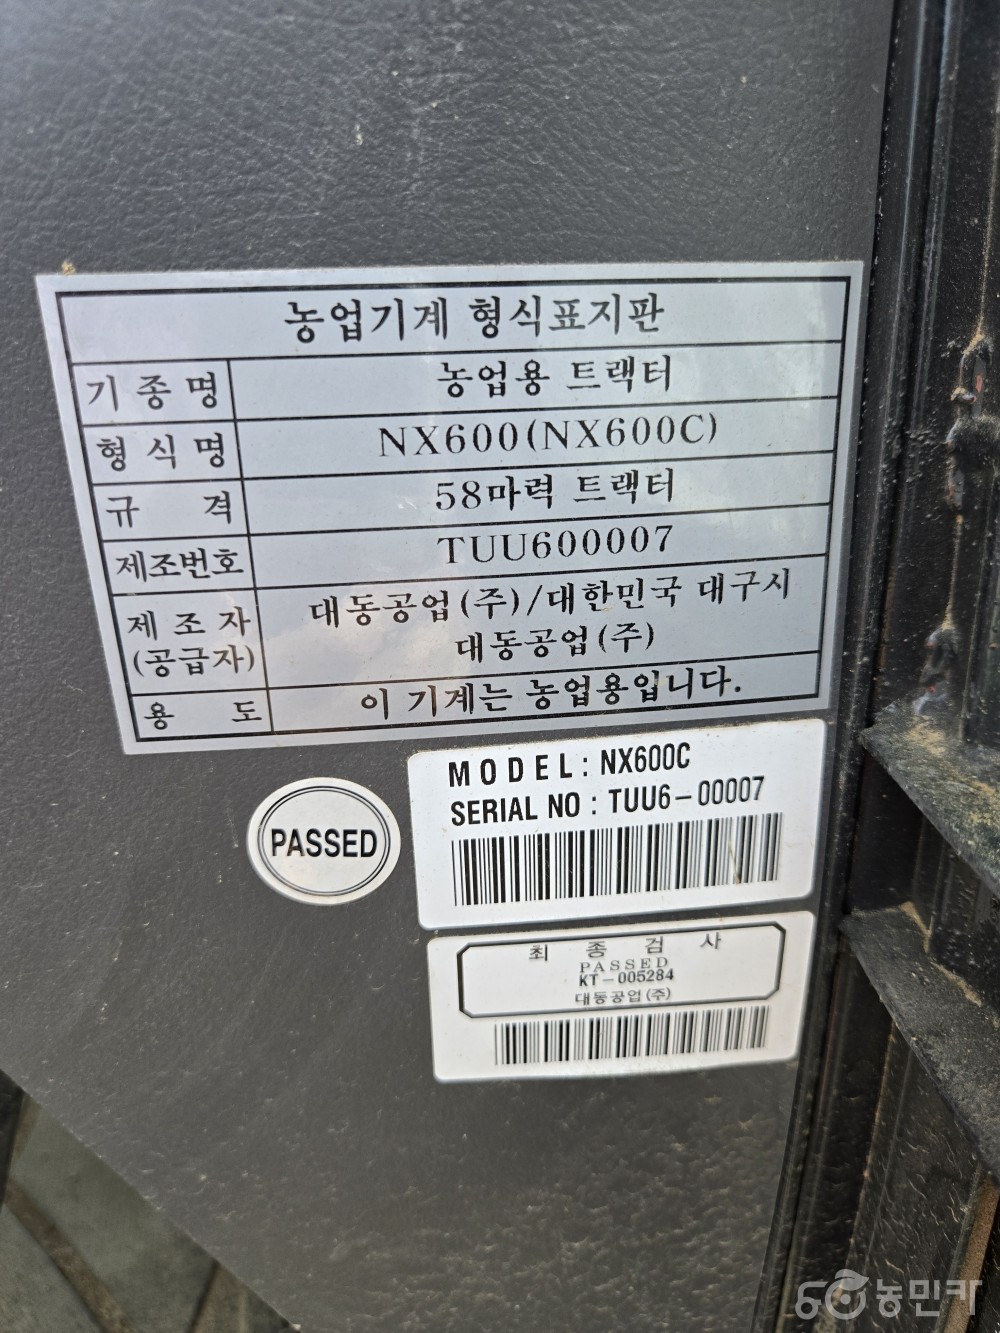 농업기계 형식표지판
기종명 농업용 트랙터
형식명 NX600(NX600C)
규격 58마력 트랙터
제조번호 TUU600007
제조자 대동공업(주)/대한민국 대구시
(공급자) 대동공업(주)
용도 이 기계는 농업용입니다.
MODEL: NX600C
SERIAL NO : TUU6-00007
PASSED
최종검사
PASSED
KT-005284
대동공업(주)
농민카